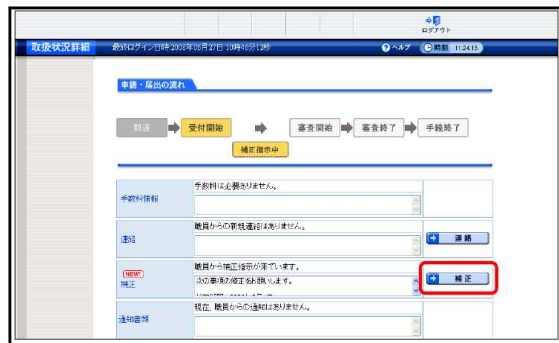 ログアウト
取扱状況詳細
最終ログイン日時:2008年06月27日 10時46分12秒
ヘルプ
時刻 11:24:15
申請・届出の流れ
到達
受付開始
審査開始
審査終了
手続終了
補正指示中
手数料情報
手数料は必要ありません。
連絡
職員からの新規連絡はありません。
連絡
NEW!
補正
職員から補正指示が来ています。
次の事項の修正をお願いします。
補正
通知書類
現在、職員からの通知はありません。